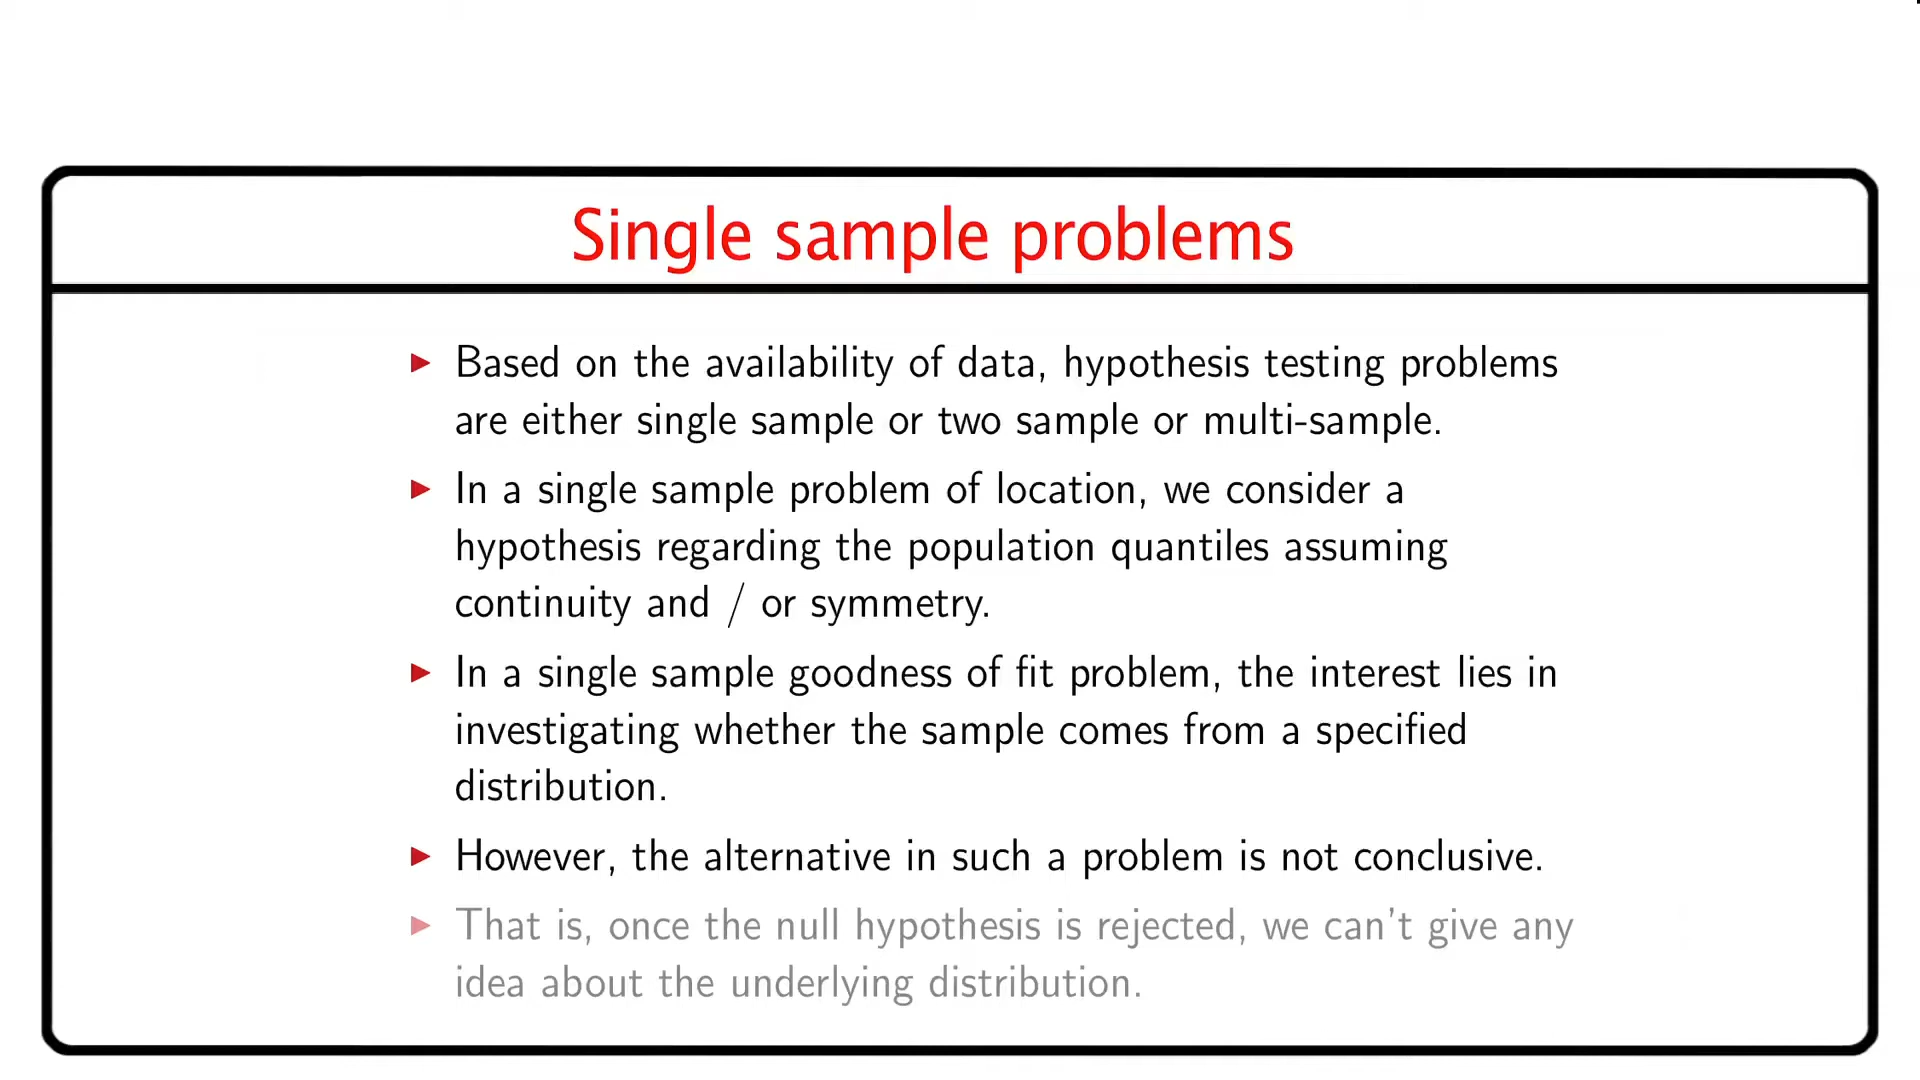 Single sample problems
Based on the availability of data, hypothesis testing problems
are either single sample or two sample or multi-sample.
In a single sample problem of location, we consider a
hypothesis regarding the population quantiles assuming
continuity and / or symmetry.
In a single sample goodness of fit problem, the interest lies in
investigating whether the sample comes from a specified
distribution.
However, the alternative in such a problem is not conclusive.
That is, once the null hypothesis is rejected, we can't give any
idea about the underlying distribution.